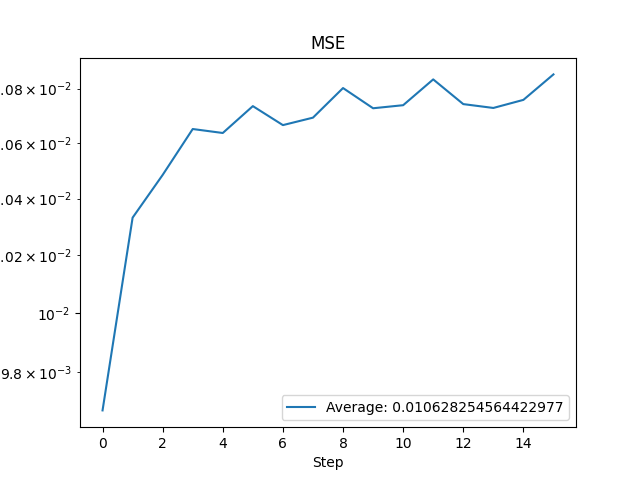 MSE
.08 × 10⁻²
.06 × 10⁻²
.04 × 10⁻²
.02 × 10⁻²
10⁻²
9.8 × 10⁻³
Average: 0.010628254564422977
0 2 4 6 8 10 12 14
Step